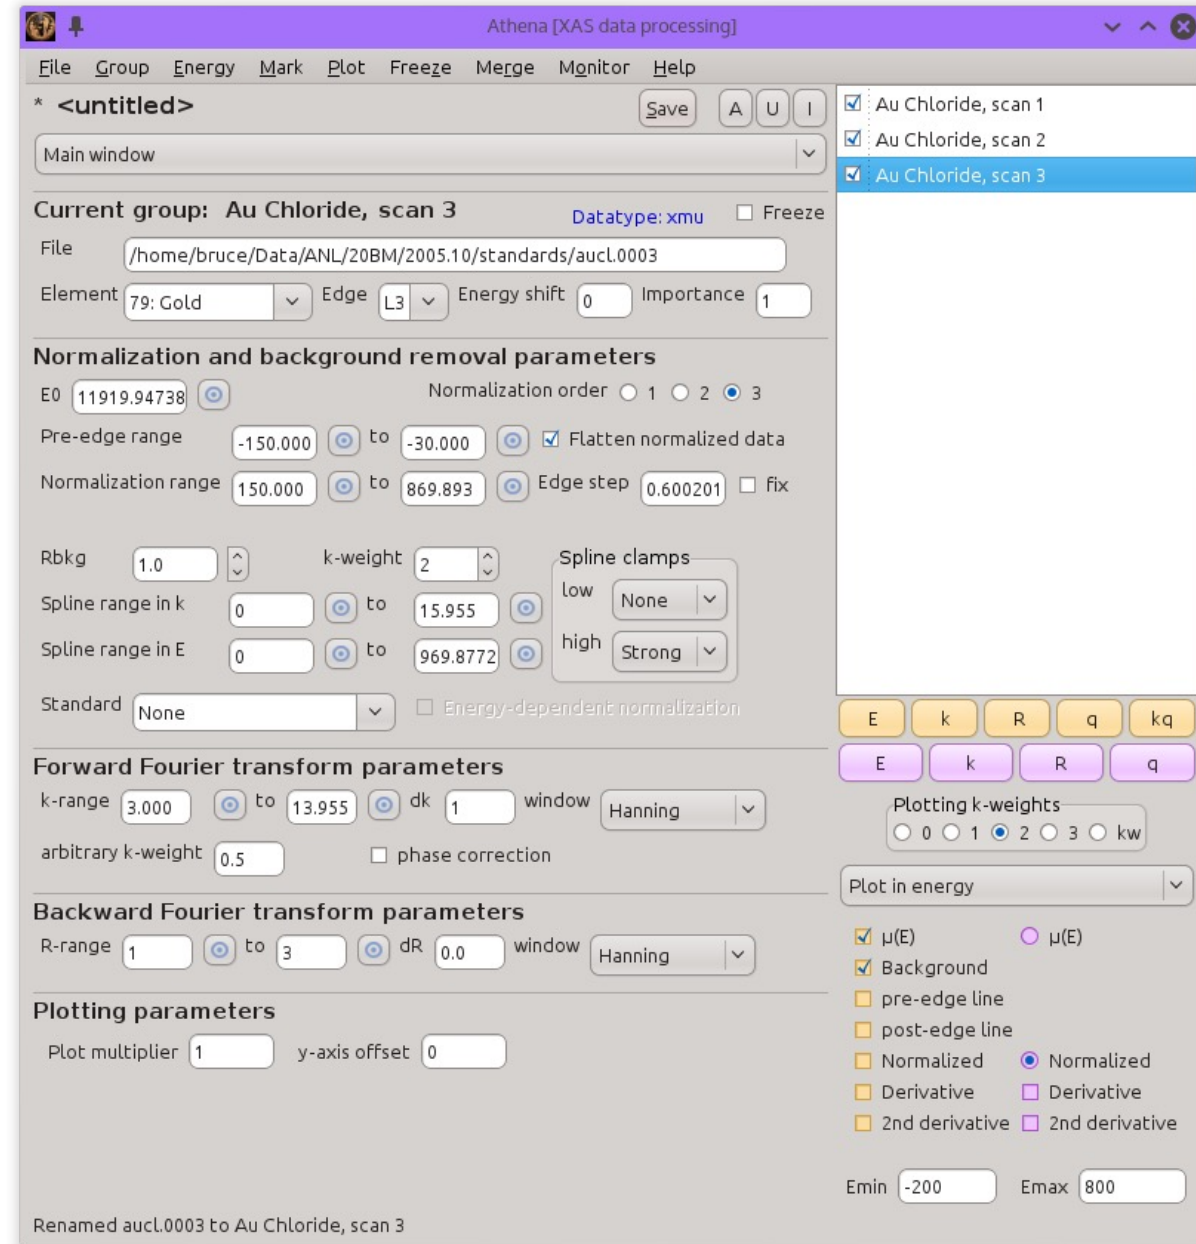 Athena [XAS data processing]
File Group Energy Mark Plot Freeze Merge Monitor Help
* <untitled> Save A U I
Main window
Current group: Au Chloride, scan 3 Datatype: xmu Freeze
File /home/bruce/Data/ANL/20BM/2005.10/standards/aucl.0003
Element 79: Gold Edge L3 Energy shift 0 Importance 1
Normalization and background removal parameters
E0 11919.94738 Normalization order 1 2 3
Pre-edge range -150.000 to -30.000 Flatten normalized data
Normalization range 150.000 to 869.893 Edge step 0.600201 fix
Rbkg 1.0 k-weight 2 Spline clamps
Spline range in k 0 to 15.955 low None
Spline range in E 0 to 969.8772 high Strong
Standard None Energy-dependent normalization
Forward Fourier transform parameters
k-range 3.000 to 13.955 dk 1 window Hanning
arbitrary k-weight 0.5 phase correction
Backward Fourier transform parameters
R-range 1 to 3 dR 0.0 window Hanning
Plotting parameters
Plot multiplier 1 y-axis offset 0
Renamed aucl.0003 to Au Chloride, scan 3
Au Chloride, scan 1
Au Chloride, scan 2
Au Chloride, scan 3
E k R q kq
E k R q
Plotting k-weights
0 1 2 3 kw
Plot in energy
μ(E) μ(E)
Background
pre-edge line
post-edge line
Normalized Normalized
Derivative Derivative
2nd derivative 2nd derivative
Emin -200 Emax 800